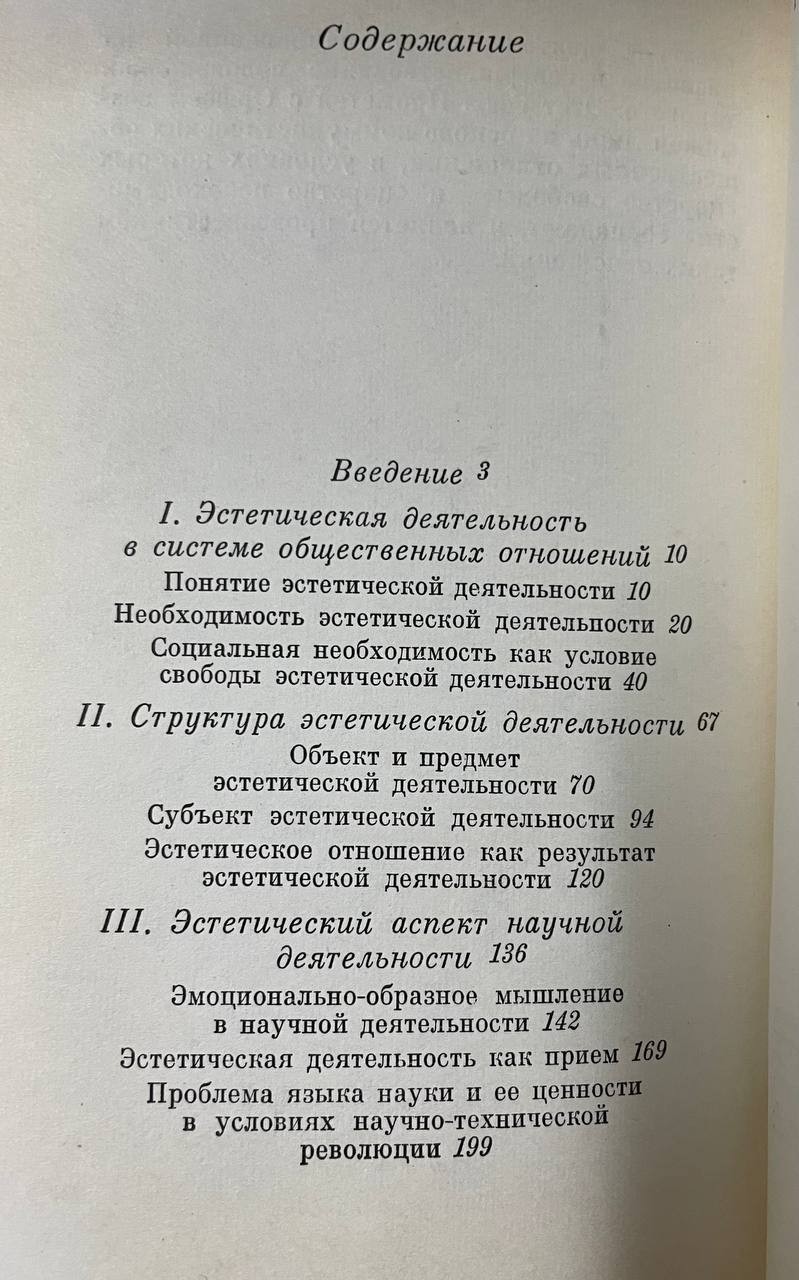 Содержание
Введение 3
I. Эстетическая деятельность
в системе общественных отношений 10
Понятие эстетической деятельности 10
Необходимость эстетической деятельности 20
Социальная необходимость как условие
свободы эстетической деятельности 40
II. Структура эстетической деятельности 67
Объект и предмет
эстетической деятельности 70
Субъект эстетической деятельности 94
Эстетическое отношение как результат
эстетической деятельности 120
III. Эстетический аспект научной
деятельности 136
Эмоционально-образное мышление
в научной деятельности 142
Эстетическая деятельность как прием 169
Проблема языка науки и ее ценности
в условиях научно-технической
революции 199